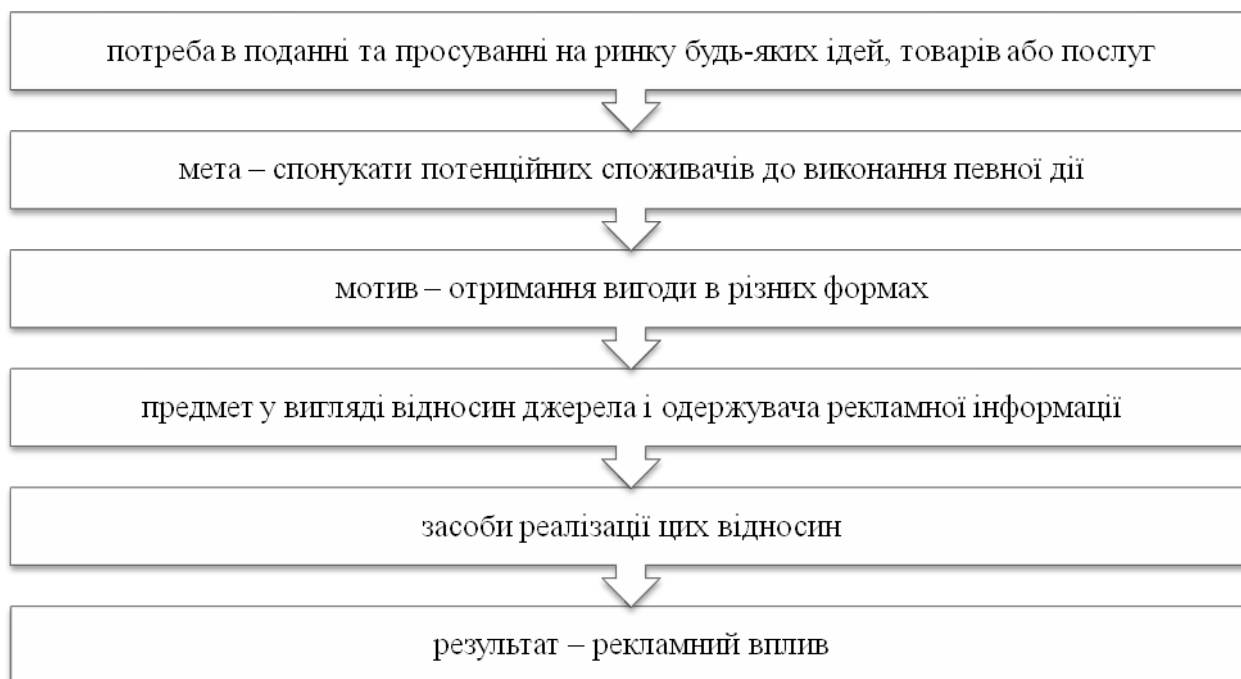 потреба в поданні та просуванні на ринку будь-яких ідей, товарів або послуг
мета – спонукати потенційних споживачів до виконання певної дії
мотив – отримання вигоди в різних формах
предмет у вигляді відносин джерела і одержувача рекламної інформації
засоби реалізації цих відносин
результат – рекламний вплив